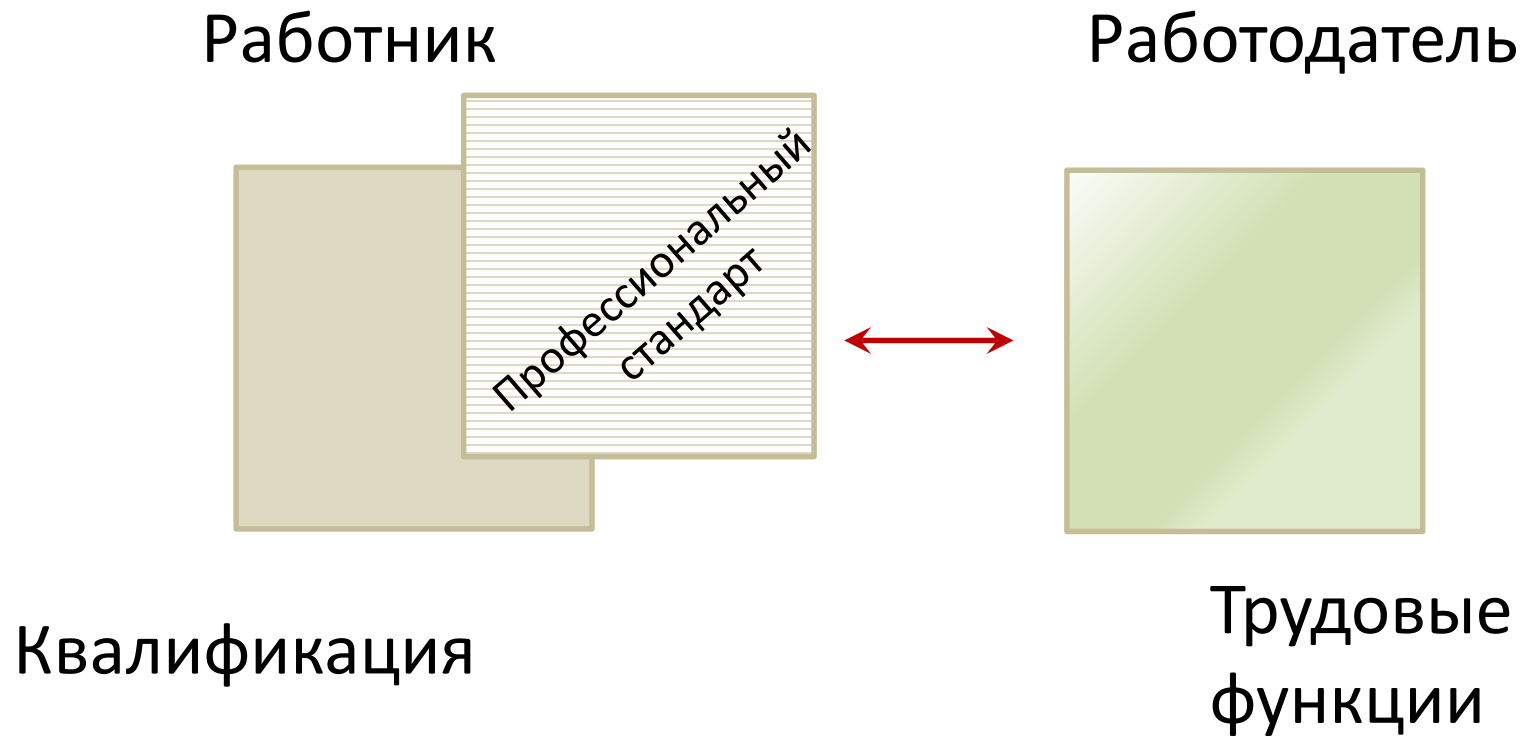 Работник
Работодатель
Профессиональный
стандарт
Квалификация
Трудовые
функции